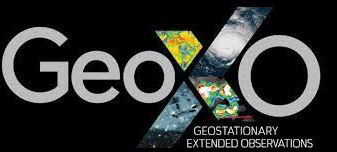 GeoXO
GEOSTATIONARY
EXTENDED OBSERVATIONS